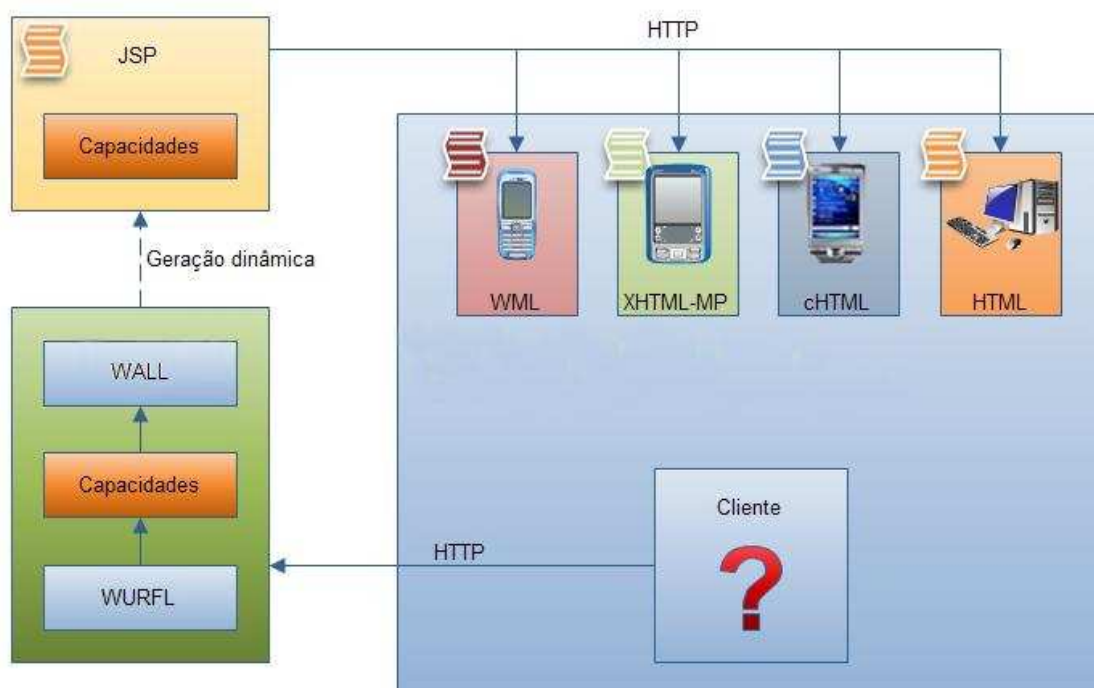 JSP
Capacidades
HTTP
WML
XHTML-MP
cHTML
HTML
Geração dinâmica
WALL
Capacidades
WURFL
HTTP
Cliente
?